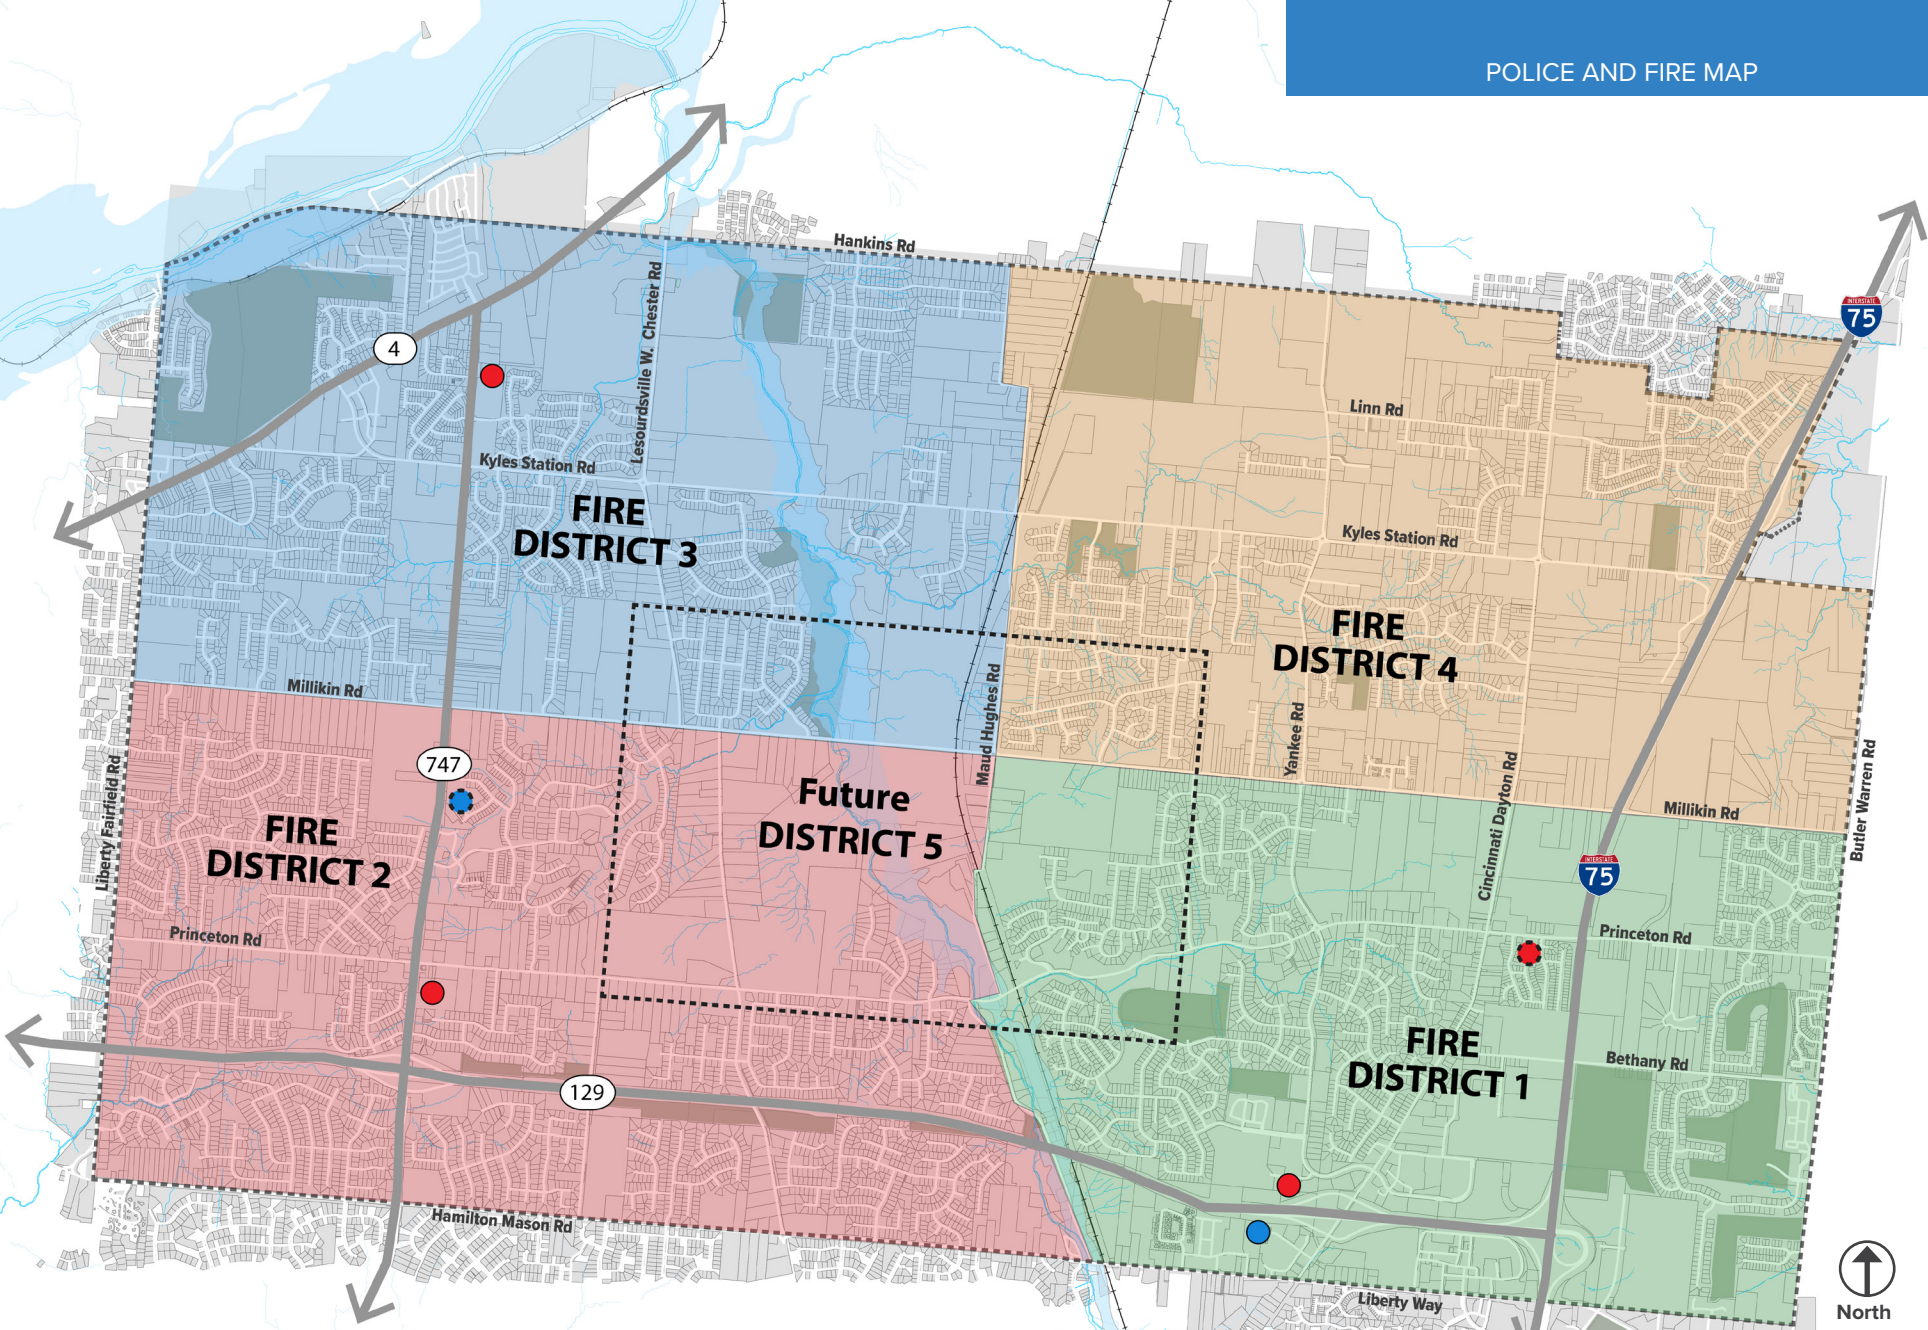 POLICE AND FIRE MAP
Hankins Rd
INTERSTATE
75
4
Lesourdsville W. Chester Rd
Linn Rd
Kyles Station Rd
FIRE
DISTRICT 3
Kyles Station Rd
FIRE
DISTRICT 4
Millikin Rd
Maud Hughes Rd
Yankee Rd
747
Liberty Fairfield Rd
Future
DISTRICT 5
Cincinnati Dayton Rd
Millikin Rd
Butler Warren Rd
FIRE
DISTRICT 2
INTERSTATE
75
Princeton Rd
Princeton Rd
FIRE
DISTRICT 1
Bethany Rd
129
Hamilton Mason Rd
Liberty Way
North